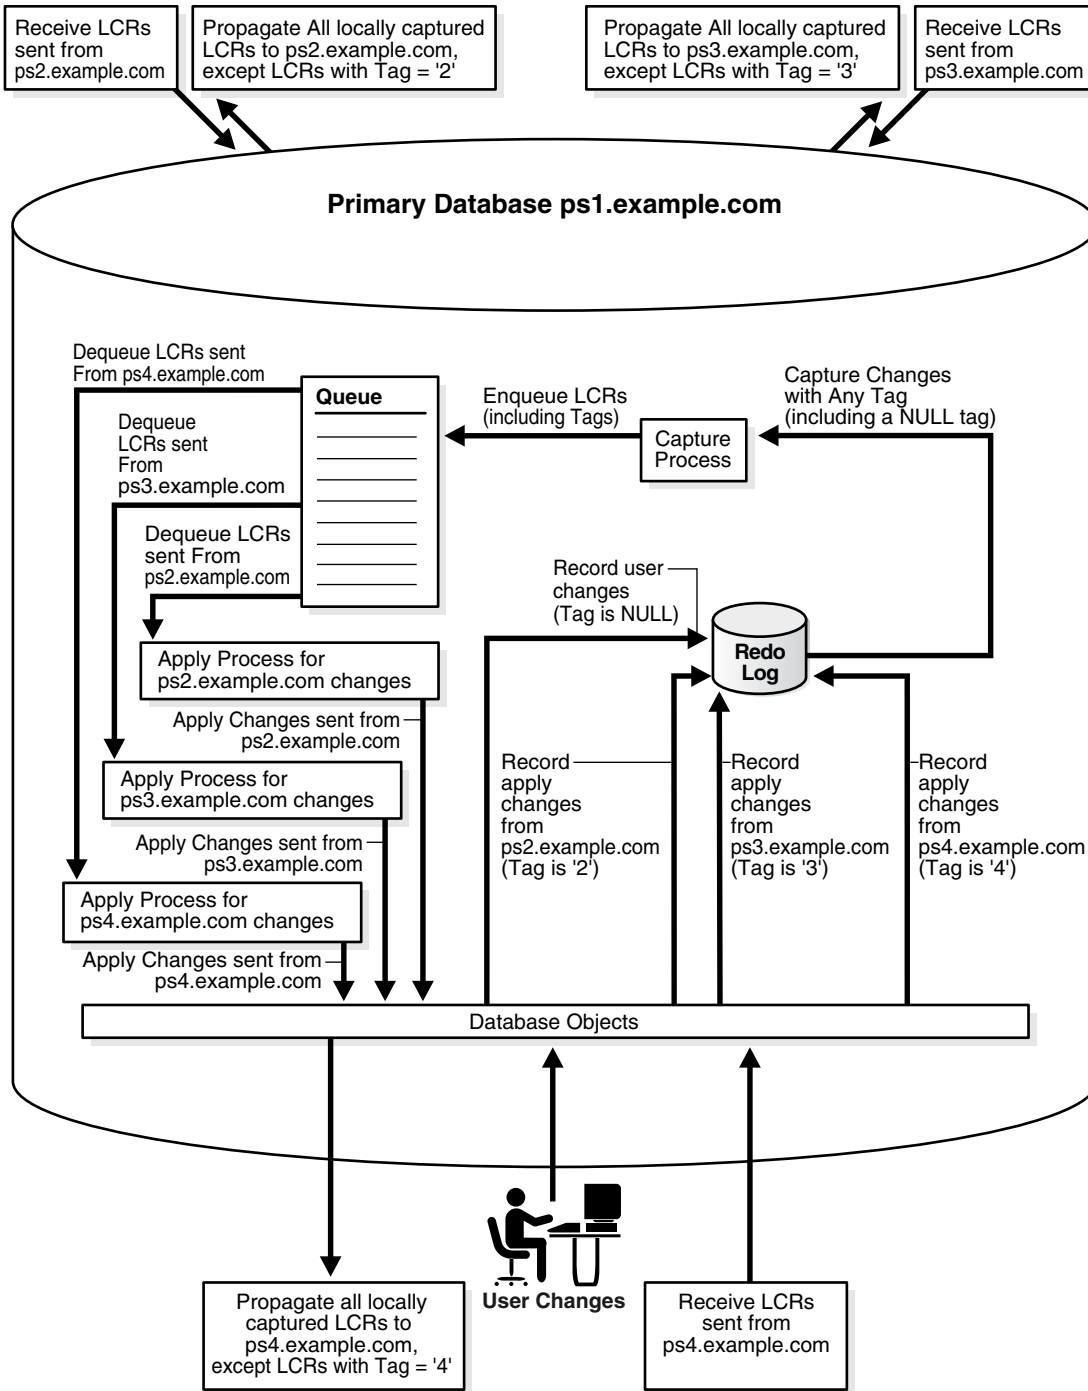 Receive LCRs
sent from
ps2.example.com
Propagate All locally captured
LCRs to ps2.example.com,
except LCRs with Tag = '2'
Propagate All locally captured
LCRs to ps3.example.com,
except LCRs with Tag = '3'
Receive LCRs
sent from
ps3.example.com
Primary Database ps1.example.com
Dequeue LCRs sent
From ps4.example.com
Dequeue
LCRs sent
From
ps3.example.com
Dequeue LCRs
sent From
ps2.example.com
Queue
Enqueue LCRs
(including Tags)
Capture
Process
Capture Changes
with Any Tag
(including a NULL tag)
Record user
changes
(Tag is NULL)
Redo
Log
Apply Process for
ps2.example.com changes
Apply Changes sent from
ps2.example.com
Apply Process for
ps3.example.com changes
Apply Changes sent from
ps3.example.com
Apply Process for
ps4.example.com changes
Apply Changes sent from
ps4.example.com
Record
apply
changes
from
ps2.example.com
(Tag is '2')
Record
apply
changes
from
ps3.example.com
(Tag is '3')
Record
apply
changes
from
ps4.example.com
(Tag is '4')
Database Objects
Propagate all locally
captured LCRs to
ps4.example.com,
except LCRs with Tag = '4'
User Changes
Receive LCRs
sent from
ps4.example.com